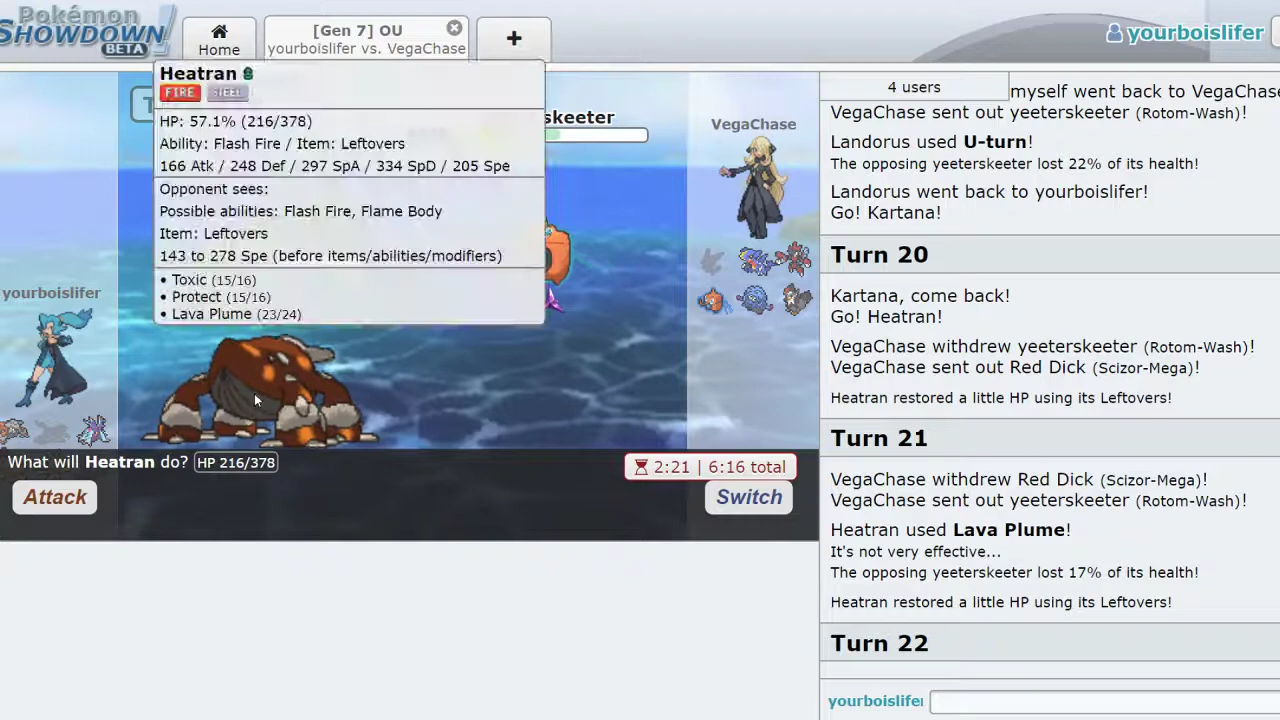 Pokémon
SHOWDOWN!
BETA
Home
[Gen 7] OU
yourboislifer vs. VegaChase
+
yourboislifer
Heatran
FIRE STEEL
HP: 57.1% (216/378)
Ability: Flash Fire / Item: Leftovers
166 Atk / 248 Def / 297 SpA / 334 SpD / 205 Spe
Opponent sees:
Possible abilities: Flash Fire, Flame Body
Item: Leftovers
143 to 278 Spe (before items/abilities/modifiers)
• Toxic (15/16)
• Protect (15/16)
• Lava Plume (23/24)
T
skeeter
VegaChase
yourboislifer
What will Heatran do? HP 216/378
2:21 | 6:16 total
Attack
Switch
4 users
myself went back to VegaChase
VegaChase sent out yeeterskeeter (Rotom-Wash)!
Landorus used U-turn!
The opposing yeeterskeeter lost 22% of its health!
Landorus went back to yourboislifer!
Go! Kartana!
Turn 20
Kartana, come back!
Go! Heatran!
VegaChase withdrew yeeterskeeter (Rotom-Wash)!
VegaChase sent out Red Dick (Scizor-Mega)!
Heatran restored a little HP using its Leftovers!
Turn 21
VegaChase withdrew Red Dick (Scizor-Mega)!
VegaChase sent out yeeterskeeter (Rotom-Wash)!
Heatran used Lava Plume!
It's not very effective...
The opposing yeeterskeeter lost 17% of its health!
Heatran restored a little HP using its Leftovers!
Turn 22
yourboislifer